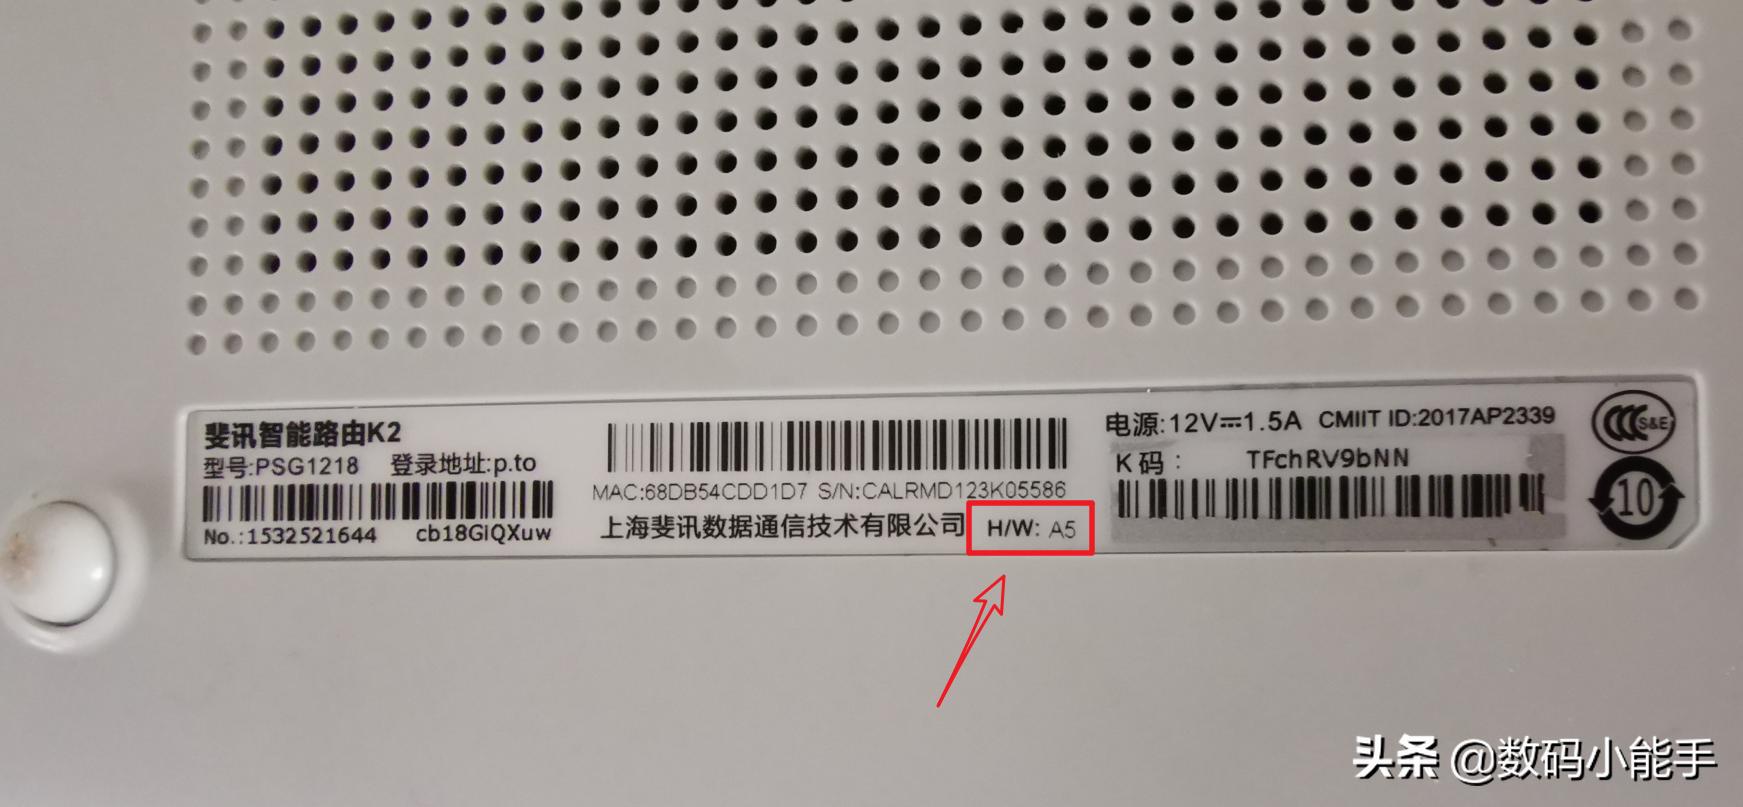 斐讯智能路由K2
型号:PSG1218 登录地址:p.to
No.:1532521644 cb18GiQXuw
MAC:68DB54CDD1D7 S/N:CALRMD123K05586
上海斐讯数据通信技术有限公司 H/W: A5
电源:12V⎓1.5A CMIIT ID:2017AP2339
K码: TFchRV9bNN
CCC S&E
10
头条 @数码小能手